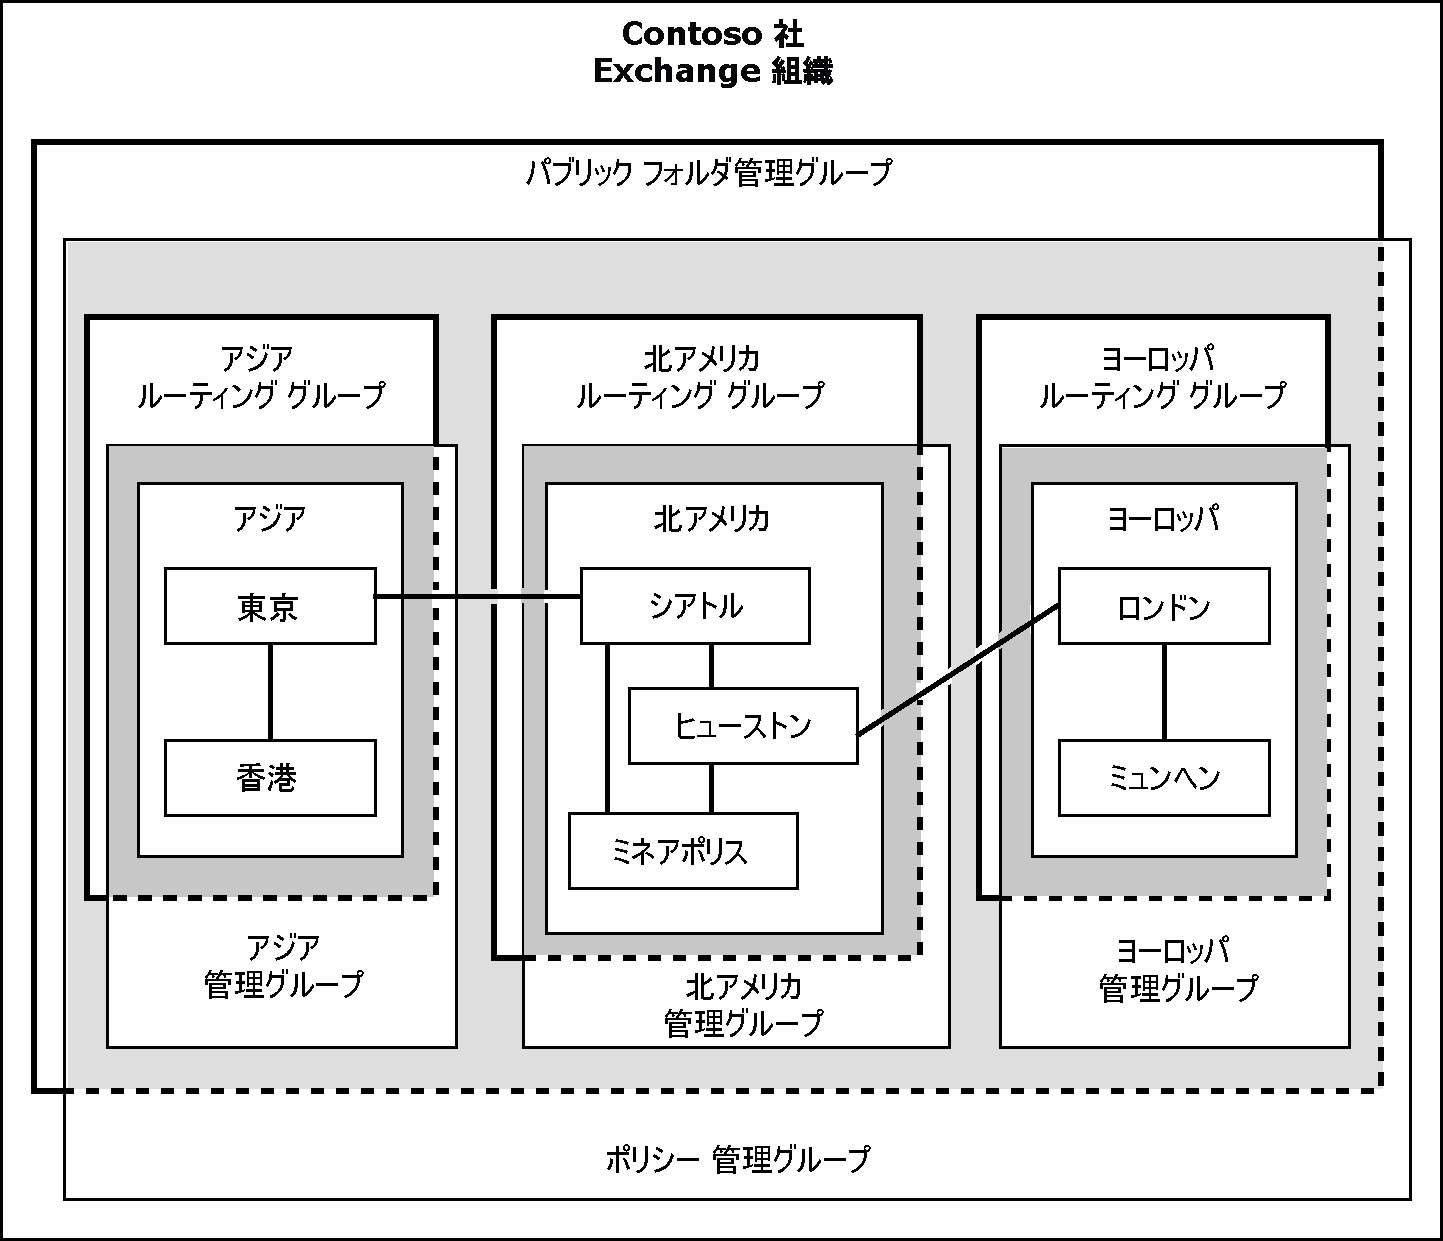 Contoso 社
Exchange 組織
パブリック フォルダ管理グループ
アジア
ルーティング グループ
北アメリカ
ルーティング グループ
ヨーロッパ
ルーティング グループ
アジア
北アメリカ
ヨーロッパ
東京
シアトル
ロンドン
ヒューストン
香港
ミュンヘン
ミネアポリス
アジア
管理グループ
北アメリカ
管理グループ
ヨーロッパ
管理グループ
ポリシー 管理グループ